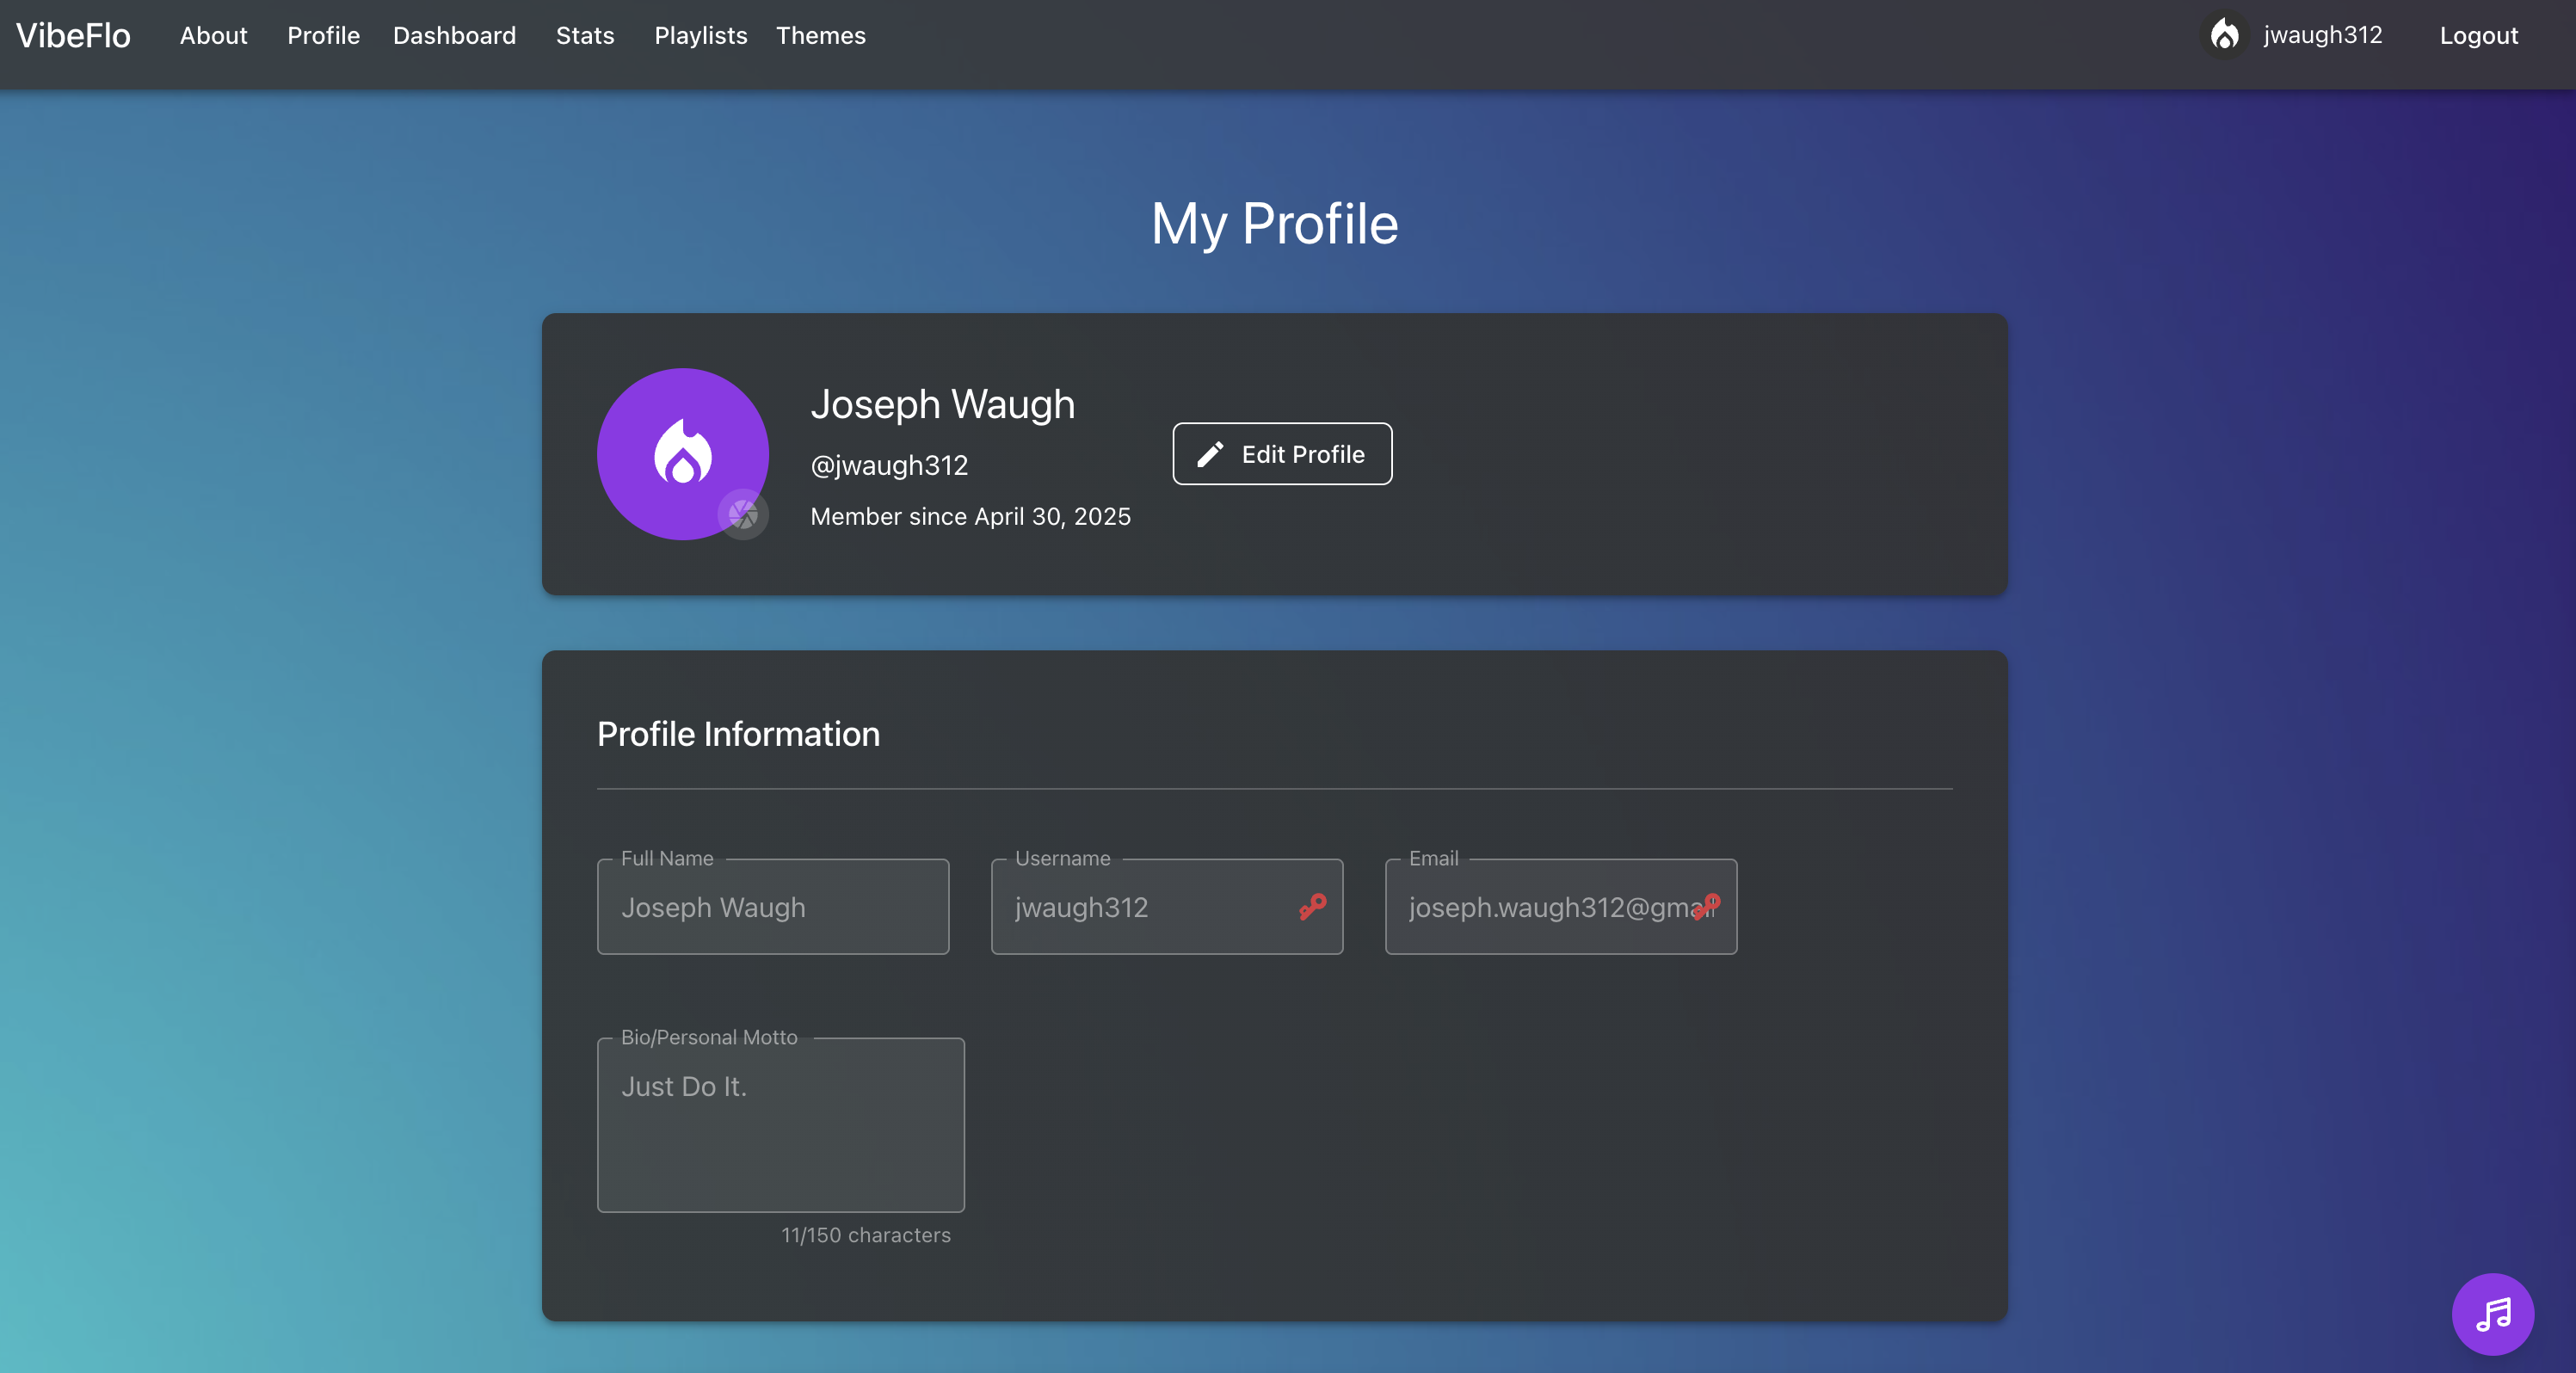 VibeFlo About Profile Dashboard Stats Playlists Themes jwaugh312 Logout
My Profile
Joseph Waugh
@jwaugh312
Member since April 30, 2025
Edit Profile
Profile Information
Full Name
Joseph Waugh
Username
jwaugh312
Email
joseph.waugh312@gmail
Bio/Personal Motto
Just Do It.
11/150 characters